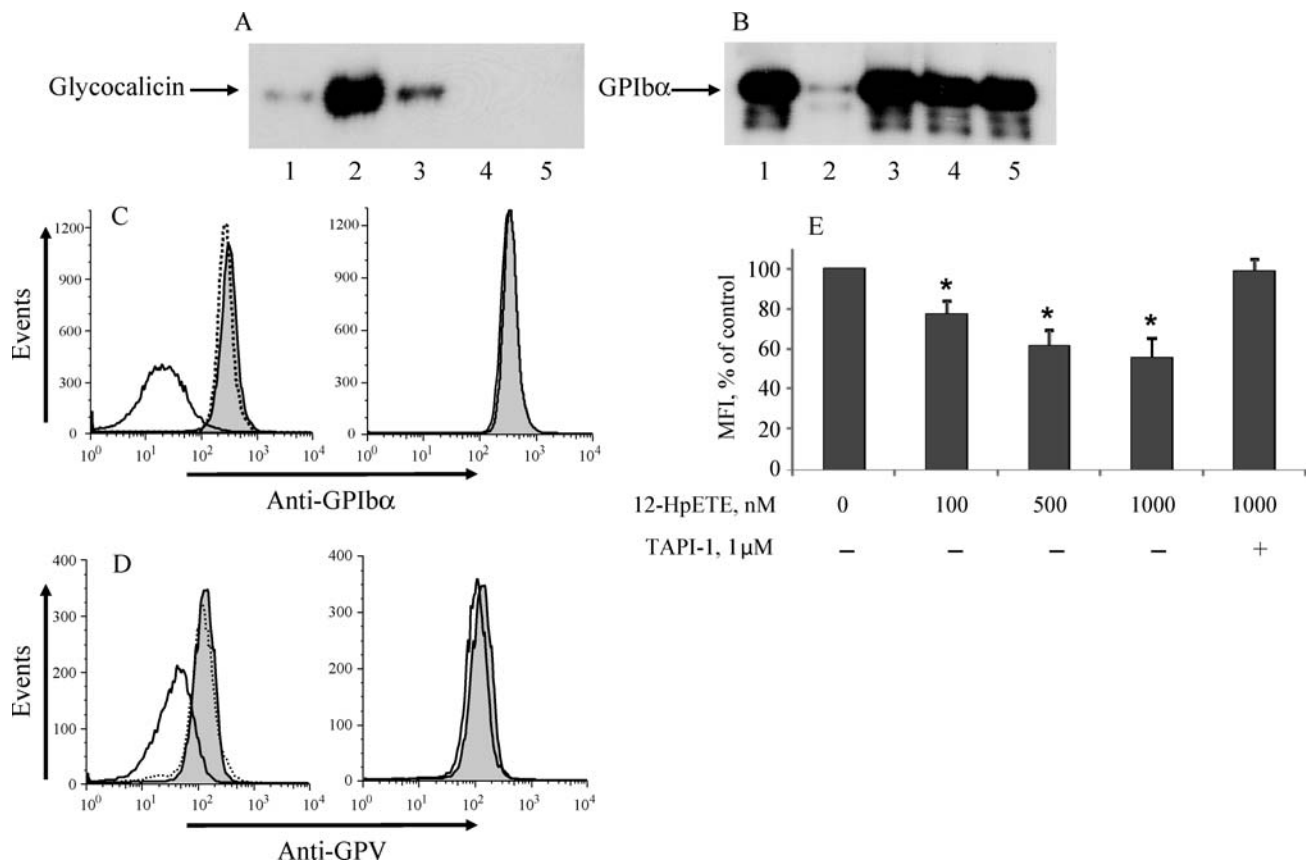 A
Glycocalicin
1 2 3 4 5
B
GPIbα
1 2 3 4 5
C
Events
1200
900
600
300
0
10⁰ 10¹ 10² 10³ 10⁴
1200
900
600
300
0
10⁰ 10¹ 10² 10³ 10⁴
Anti-GPIbα
D
Events
400
300
200
100
0
10⁰ 10¹ 10² 10³ 10⁴
400
300
200
100
0
10⁰ 10¹ 10² 10³ 10⁴
Anti-GPV
E
MFI, % of control
100
80
60
40
20
0
* * *
12-HpETE, nM 0 100 500 1000 1000
TAPI-1, 1µM – – – – +